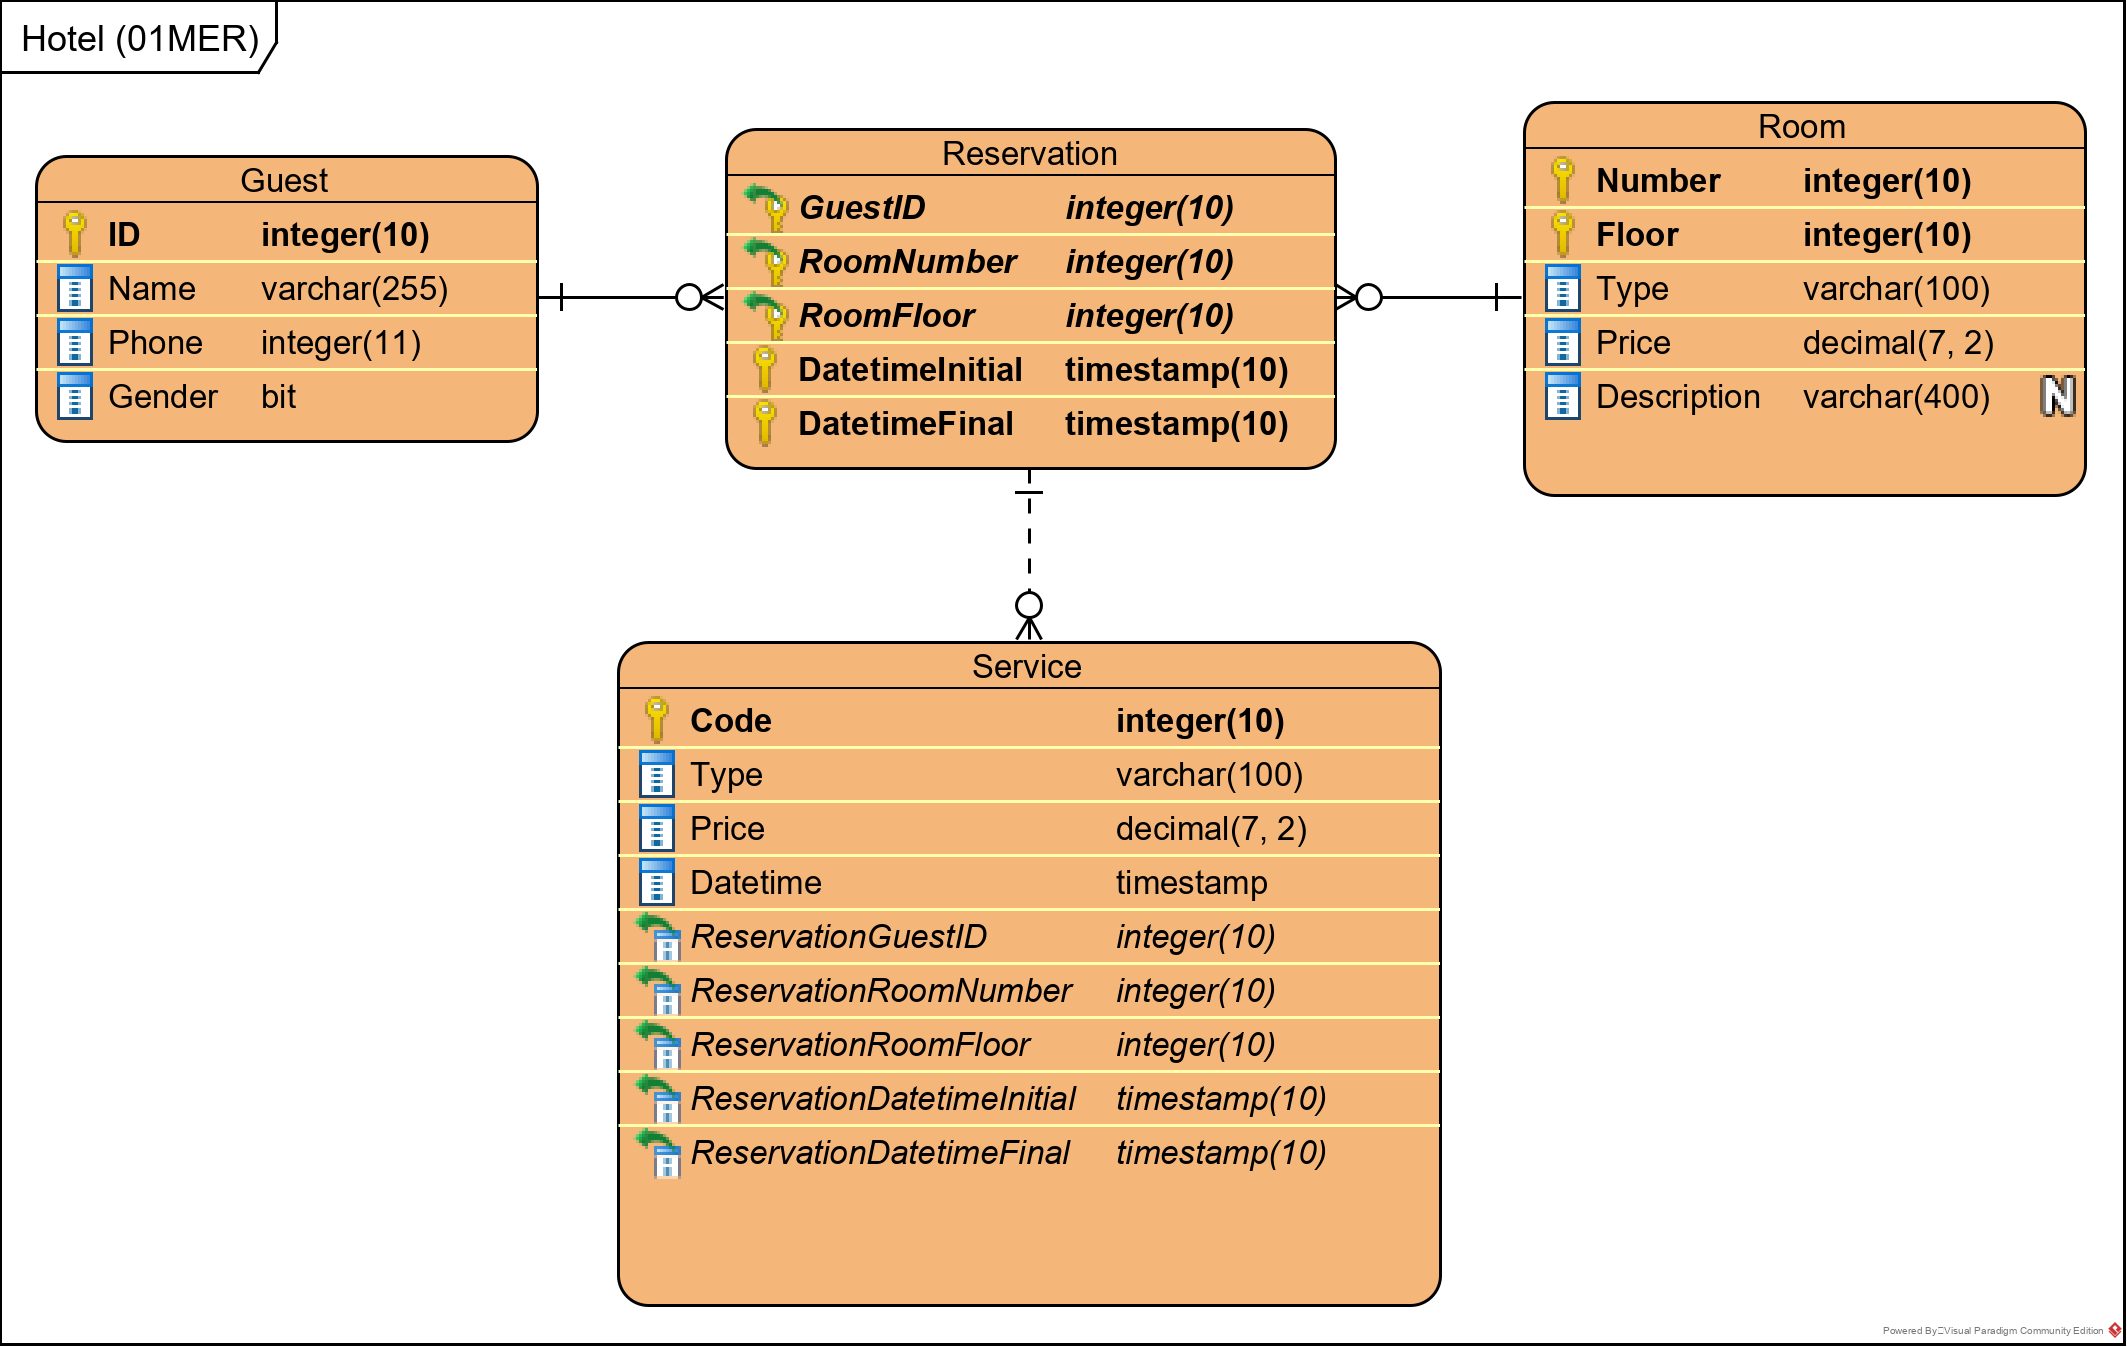 Hotel (01MER)
Guest
ID integer(10)
Name varchar(255)
Phone integer(11)
Gender bit
Reservation
GuestID integer(10)
RoomNumber integer(10)
RoomFloor integer(10)
DatetimeInitial timestamp(10)
DatetimeFinal timestamp(10)
Room
Number integer(10)
Floor integer(10)
Type varchar(100)
Price decimal(7, 2)
Description varchar(400) N
Service
Code integer(10)
Type varchar(100)
Price decimal(7, 2)
Datetime timestamp
ReservationGuestID integer(10)
ReservationRoomNumber integer(10)
ReservationRoomFloor integer(10)
ReservationDatetimeInitial timestamp(10)
ReservationDatetimeFinal timestamp(10)
Powered By Visual Paradigm Community Edition